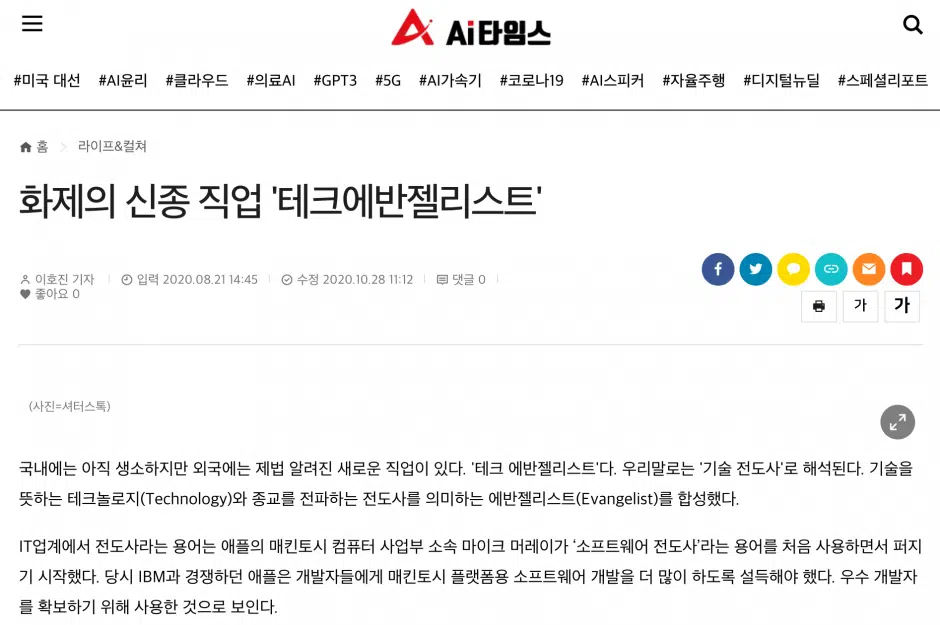 Ai타임스
#미국 대선 #AI윤리 #클라우드 #의료AI #GPT3 #5G #AI가속기 #코로나19 #AI스피커 #자율주행 #디지털뉴딜 #스페셜리포트
홈 라이프&컬쳐
화제의 신종 직업 '테크에반젤리스트'
이호진 기자 입력 2020.08.21 14:45 수정 2020.10.28 11:12 댓글 0
좋아요 0
가 가
(사진=셔터스톡)
국내에는 아직 생소하지만 외국에는 제법 알려진 새로운 직업이 있다. '테크 에반젤리스트'다. 우리말로는 '기술 전도사'로 해석된다. 기술을
뜻하는 테크놀로지(Technology)와 종교를 전파하는 전도사를 의미하는 에반젤리스트(Evangelist)를 합성했다.
IT업계에서 전도사라는 용어는 애플의 매킨토시 컴퓨터 사업부 소속 마이크 머레이가 ‘소프트웨어 전도사’라는 용어를 처음 사용하면서 퍼지
기 시작했다. 당시 IBM과 경쟁하던 애플은 개발자들에게 매킨토시 플랫폼용 소프트웨어 개발을 더 많이 하도록 설득해야 했다. 우수 개발자
를 확보하기 위해 사용한 것으로 보인다.